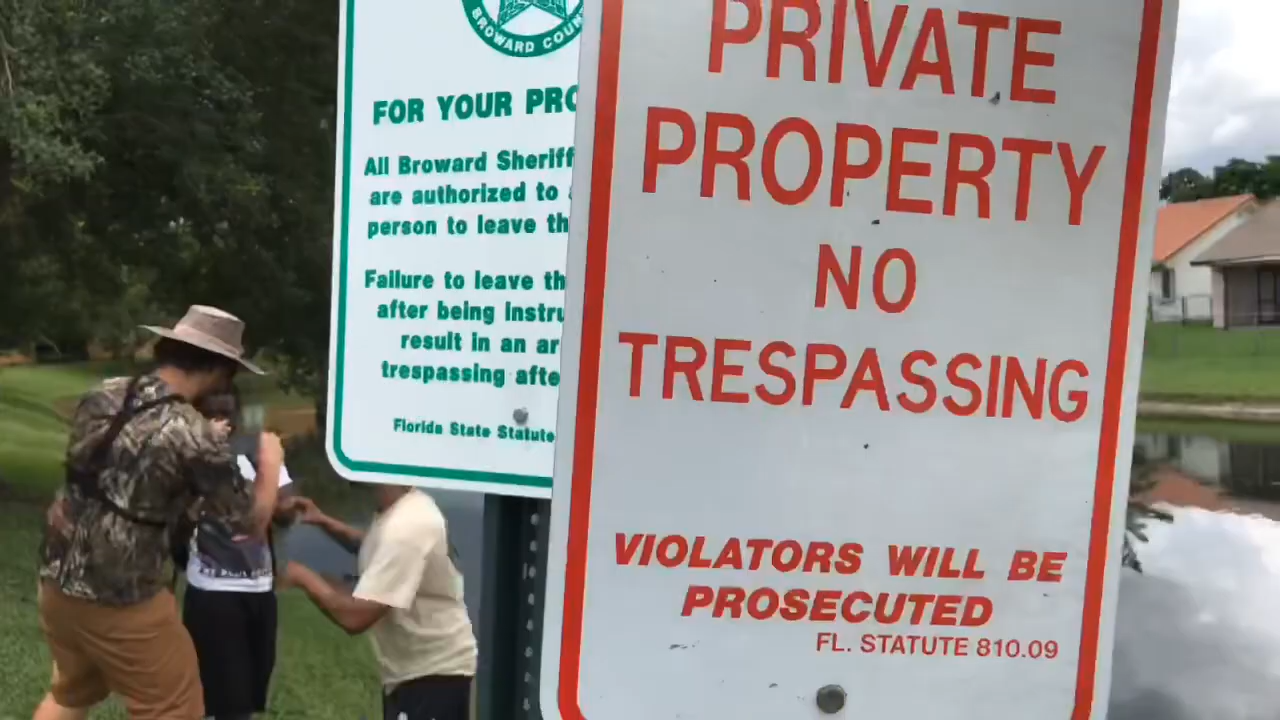 BROWARD COUN
FOR YOUR PRO
All Broward Sheriff
are authorized to
person to leave th
Failure to leave th
after being instru
result in an ar
trespassing afte
Florida State Statute
PRIVATE
PROPERTY
NO
TRESPASSING
VIOLATORS WILL BE
PROSECUTED
FL. STATUTE 810.09